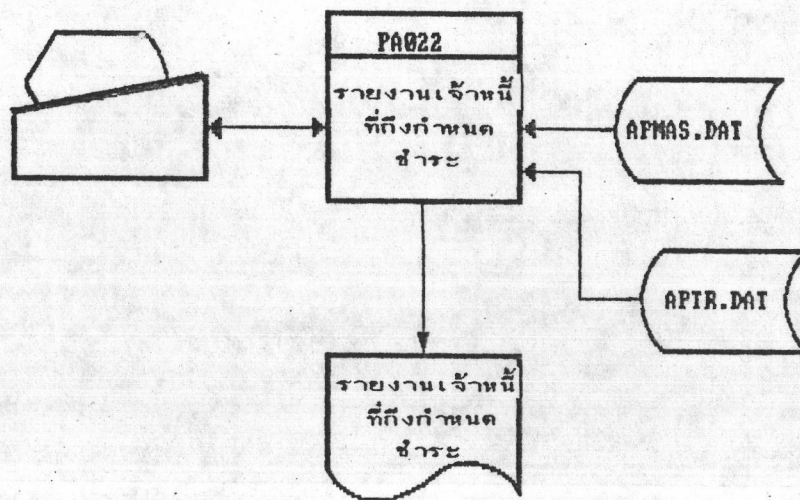 PA022
รายงานเจ้าหนี้
ที่ถึงกำหนด
ชำระ
APMAS.DAT
APTR.DAT
รายงานเจ้าหนี้
ที่ถึงกำหนด
ชำระ